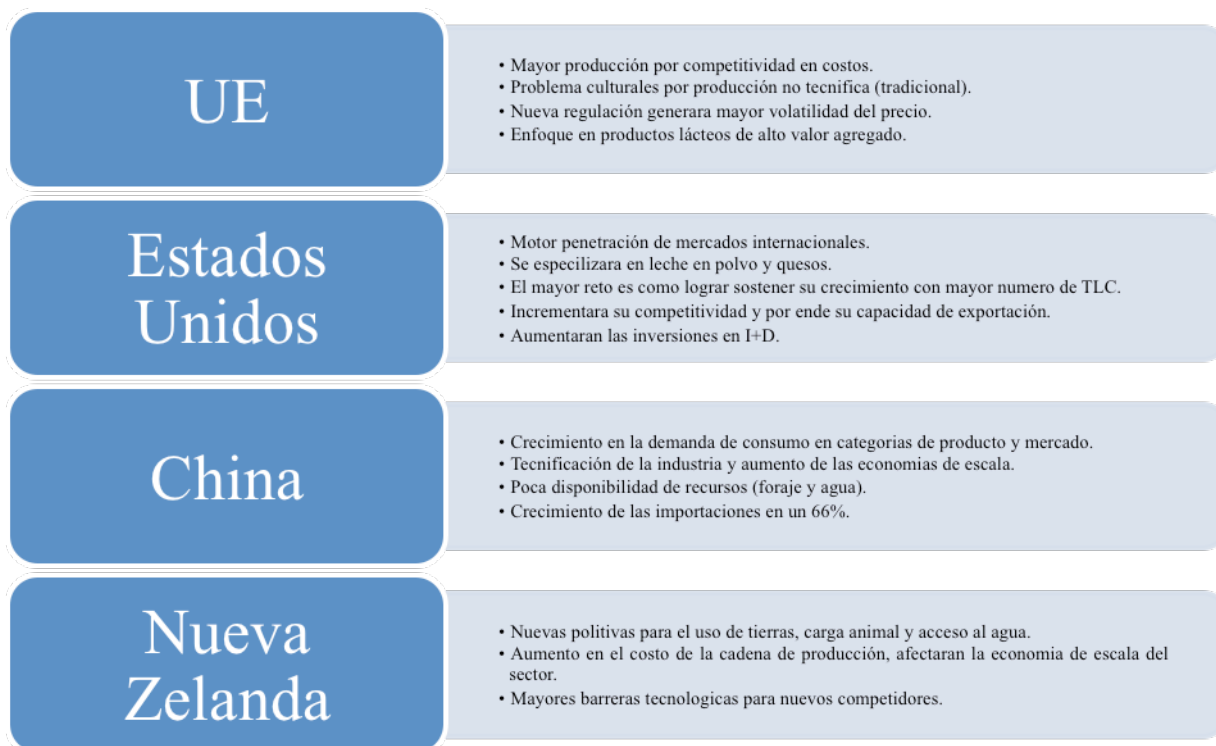 UE
• Mayor producción por competitividad en costos.
• Problema culturales por producción no tecnifica (tradicional).
• Nueva regulación generara mayor volatilidad del precio.
• Enfoque en productos lácteos de alto valor agregado.
Estados
Unidos
• Motor penetración de mercados internacionales.
• Se especilizara en leche en polvo y quesos.
• El mayor reto es como lograr sostener su crecimiento con mayor numero de TLC.
• Incrementara su competitividad y por ende su capacidad de exportación.
• Aumentaran las inversiones en I+D.
China
• Crecimiento en la demanda de consumo en categorias de producto y mercado.
• Tecnificación de la industria y aumento de las economias de escala.
• Poca disponibilidad de recursos (foraje y agua).
• Crecimiento de las importaciones en un 66%.
Nueva
Zelanda
• Nuevas politivas para el uso de tierras, carga animal y acceso al agua.
• Aumento en el costo de la cadena de producción, afectaran la economia de escala del
sector.
• Mayores barreras tecnologicas para nuevos competidores.